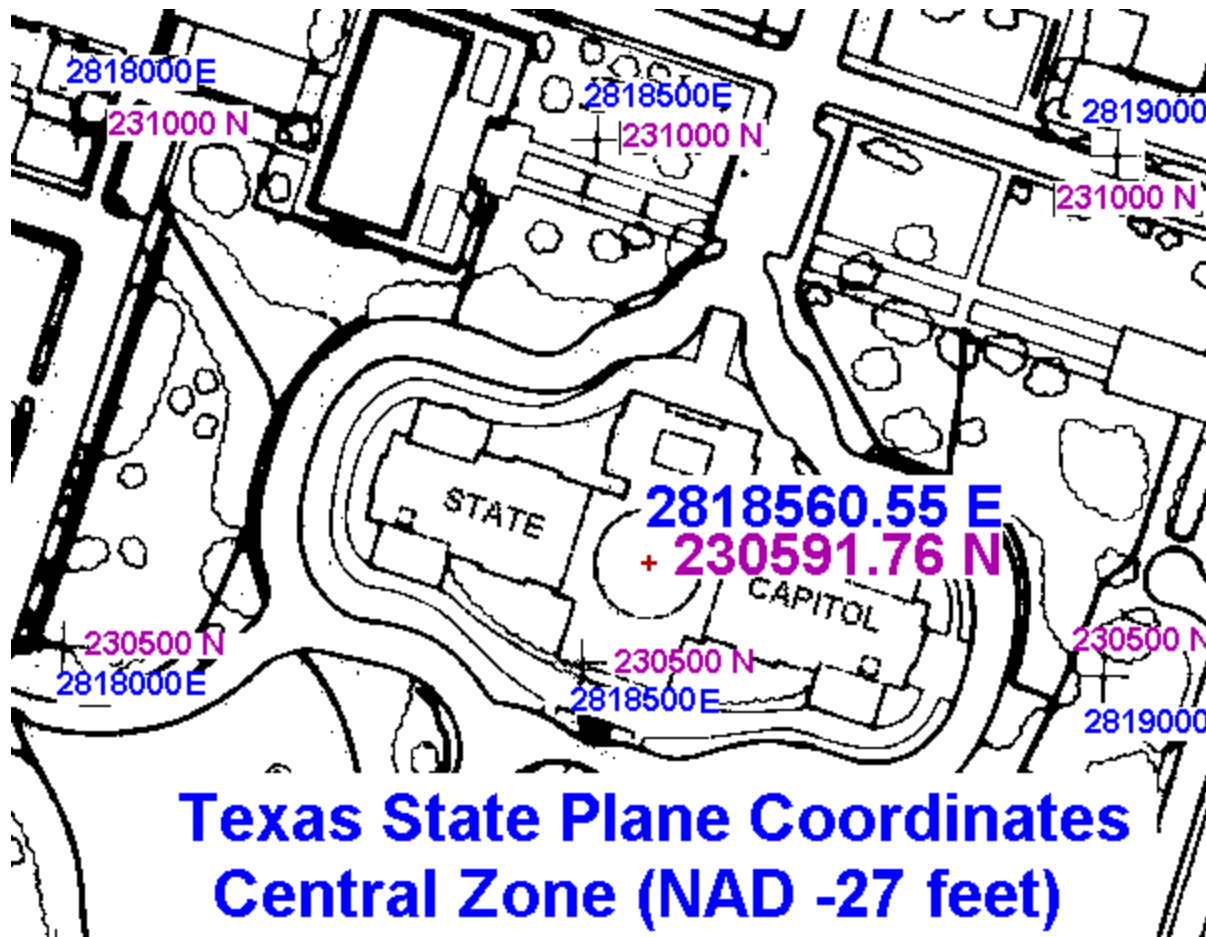 2818000E
231000 N
2818500E
231000 N
2819000
231000 N
STATE
2818560.55 E
230591.76 N
CAPITOL
230500 N
2818000E
230500 N
2818500E
230500 N
2819000
Texas State Plane Coordinates
Central Zone (NAD -27 feet)